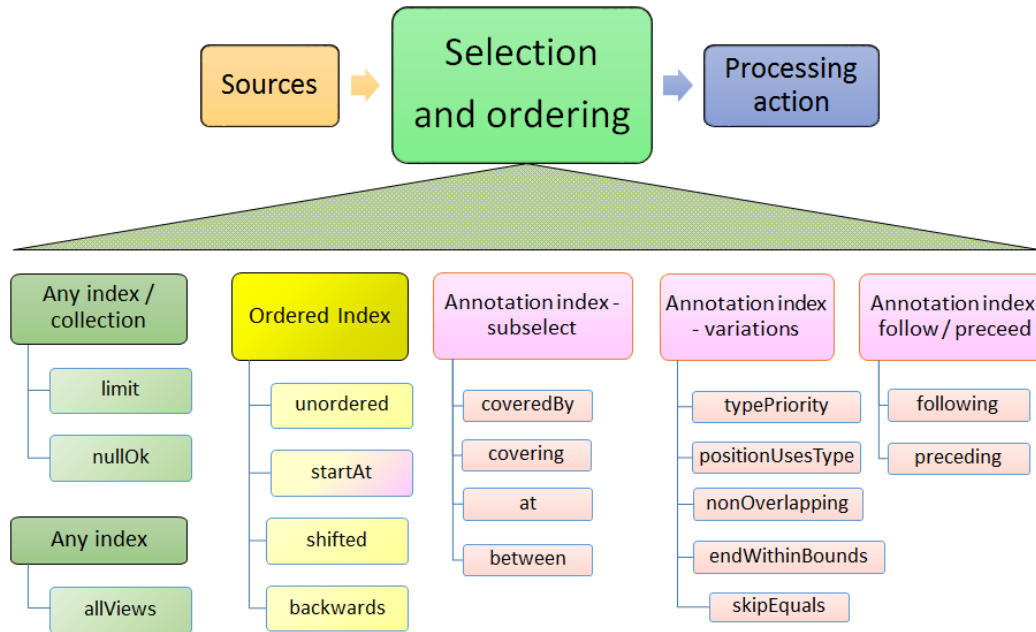 Sources
Selection
and ordering
Processing
action
Any index /
collection
limit
nullOk
Any index
allViews
Ordered Index
unordered
startAt
shifted
backwards
Annotation index -
subselect
coveredBy
covering
at
between
Annotation index
- variations
typePriority
positionUsesType
nonOverlapping
endWithinBounds
skipEquals
Annotation index
follow / preceed
following
preceding